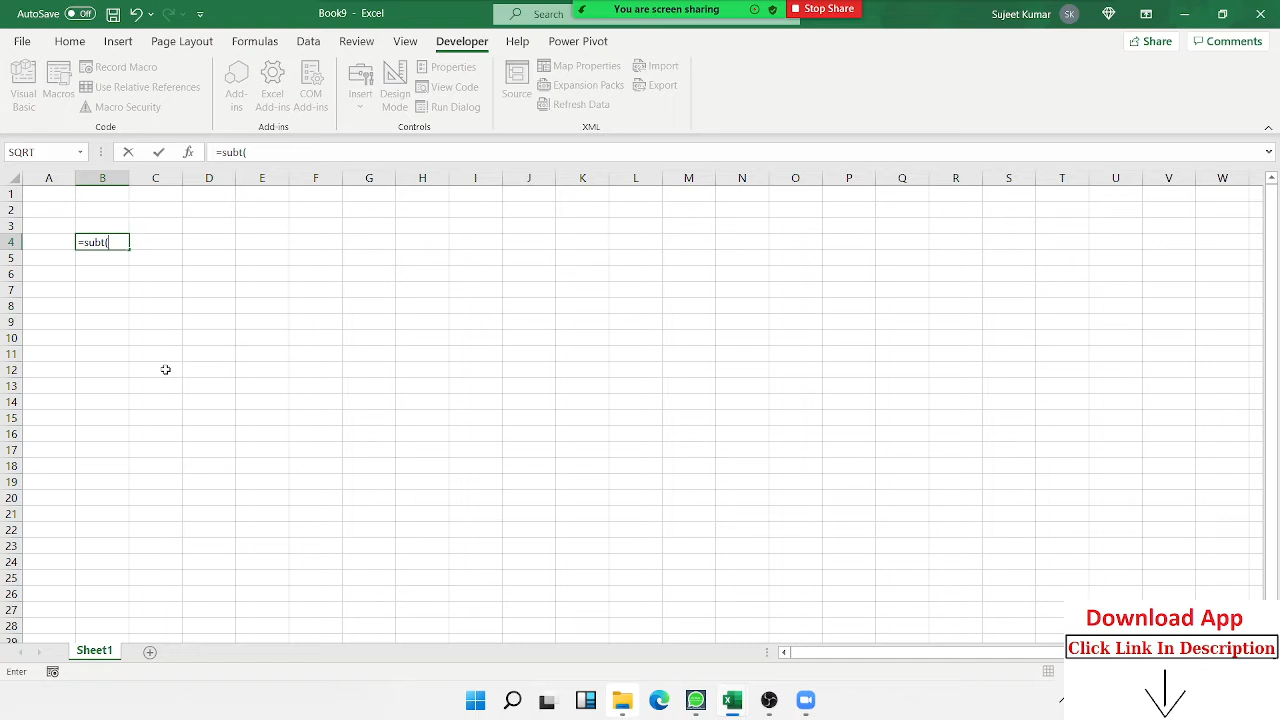 AutoSave Off Book9 - Excel Search You are screen sharing Stop Share Sujeet Kumar SK
File Home Insert Page Layout Formulas Data Review View Developer Help Power Pivot Share Comments
Visual Basic Macros Record Macro Use Relative References Macro Security
Add-ins Excel Add-ins COM Add-ins
Insert Design Mode Properties View Code Run Dialog
Source Map Properties Expansion Packs Refresh Data Import Export
Code Add-ins Controls XML
SQRT fx =subt(
A B C D E F G H I J K L M N O P Q R S T U V W
1
2
3
4 =subt(
5
6
7
8
9
10
11
12
13
14
15
16
17
18
19
20
21
22
23
24
25
26
27
28
29
Sheet1
Enter
Download App
Click Link In Description